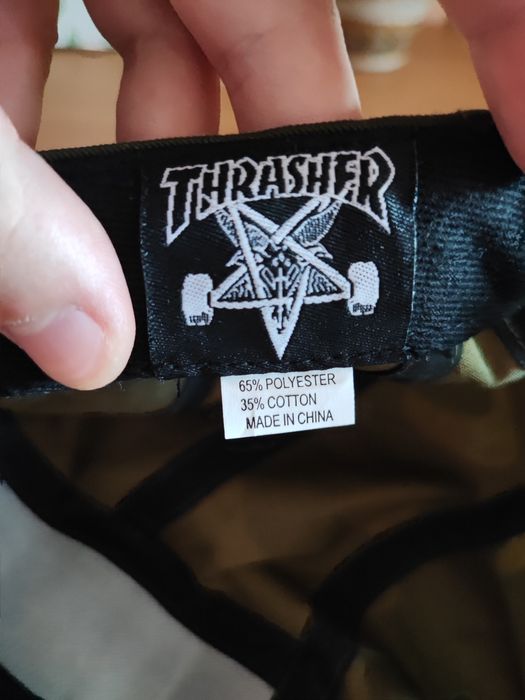 THRASHER
65% POLYESTER
35% COTTON
MADE IN CHINA